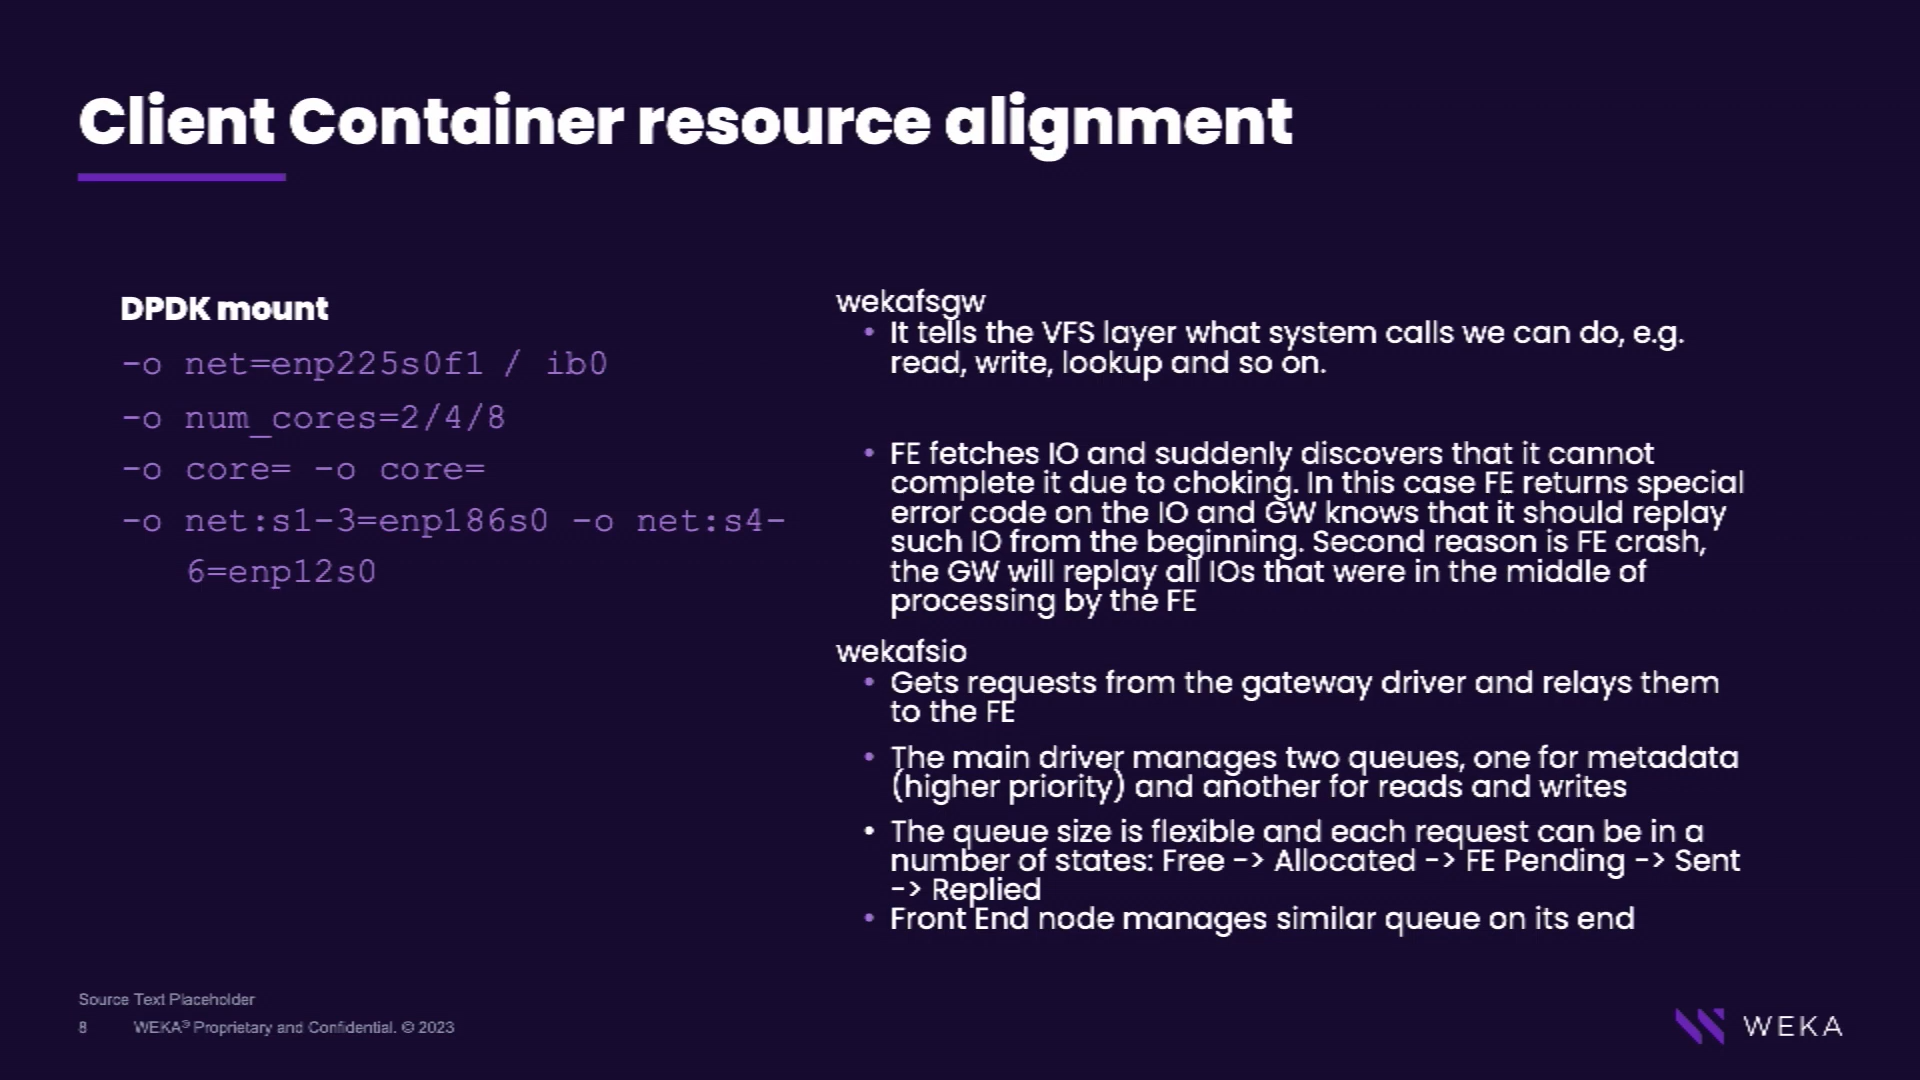 Client Container resource alignment
DPDK mount
-o net=enp225s0f1 / ib0
-o num_cores=2/4/8
-o core= -o core=
-o net:s1-3=enp186s0 -o net:s4-
6=enp12s0
wekafsgw
• It tells the VFS layer what system calls we can do, e.g.
read, write, lookup and so on.
• FE fetches IO and suddenly discovers that it cannot
complete it due to choking. In this case FE returns special
error code on the IO and GW knows that it should replay
such IO from the beginning. Second reason is FE crash,
the GW will replay all IOs that were in the middle of
processing by the FE
wekafsio
• Gets requests from the gateway driver and relays them
to the FE
• The main driver manages two queues, one for metadata
(higher priority) and another for reads and writes
• The queue size is flexible and each request can be in a
number of states: Free -> Allocated -> FE Pending -> Sent
-> Replied
• Front End node manages similar queue on its end
Source Text Placeholder
8 WEKA® Proprietary and Confidential. © 2023
WEKA